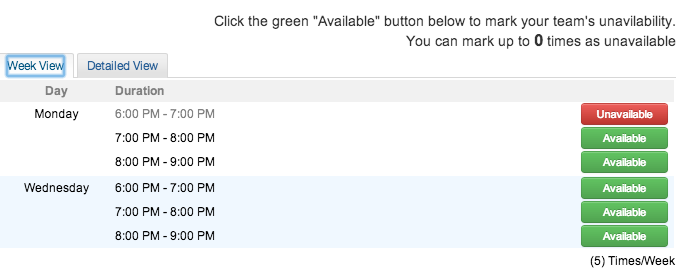 Click the green "Available" button below to mark your team's unavilability.
You can mark up to 0 times as unavailable
Week View Detailed View
Day Duration
Monday 6:00 PM - 7:00 PM Unavailable
7:00 PM - 8:00 PM Available
8:00 PM - 9:00 PM Available
Wednesday 6:00 PM - 7:00 PM Available
7:00 PM - 8:00 PM Available
8:00 PM - 9:00 PM Available
(5) Times/Week